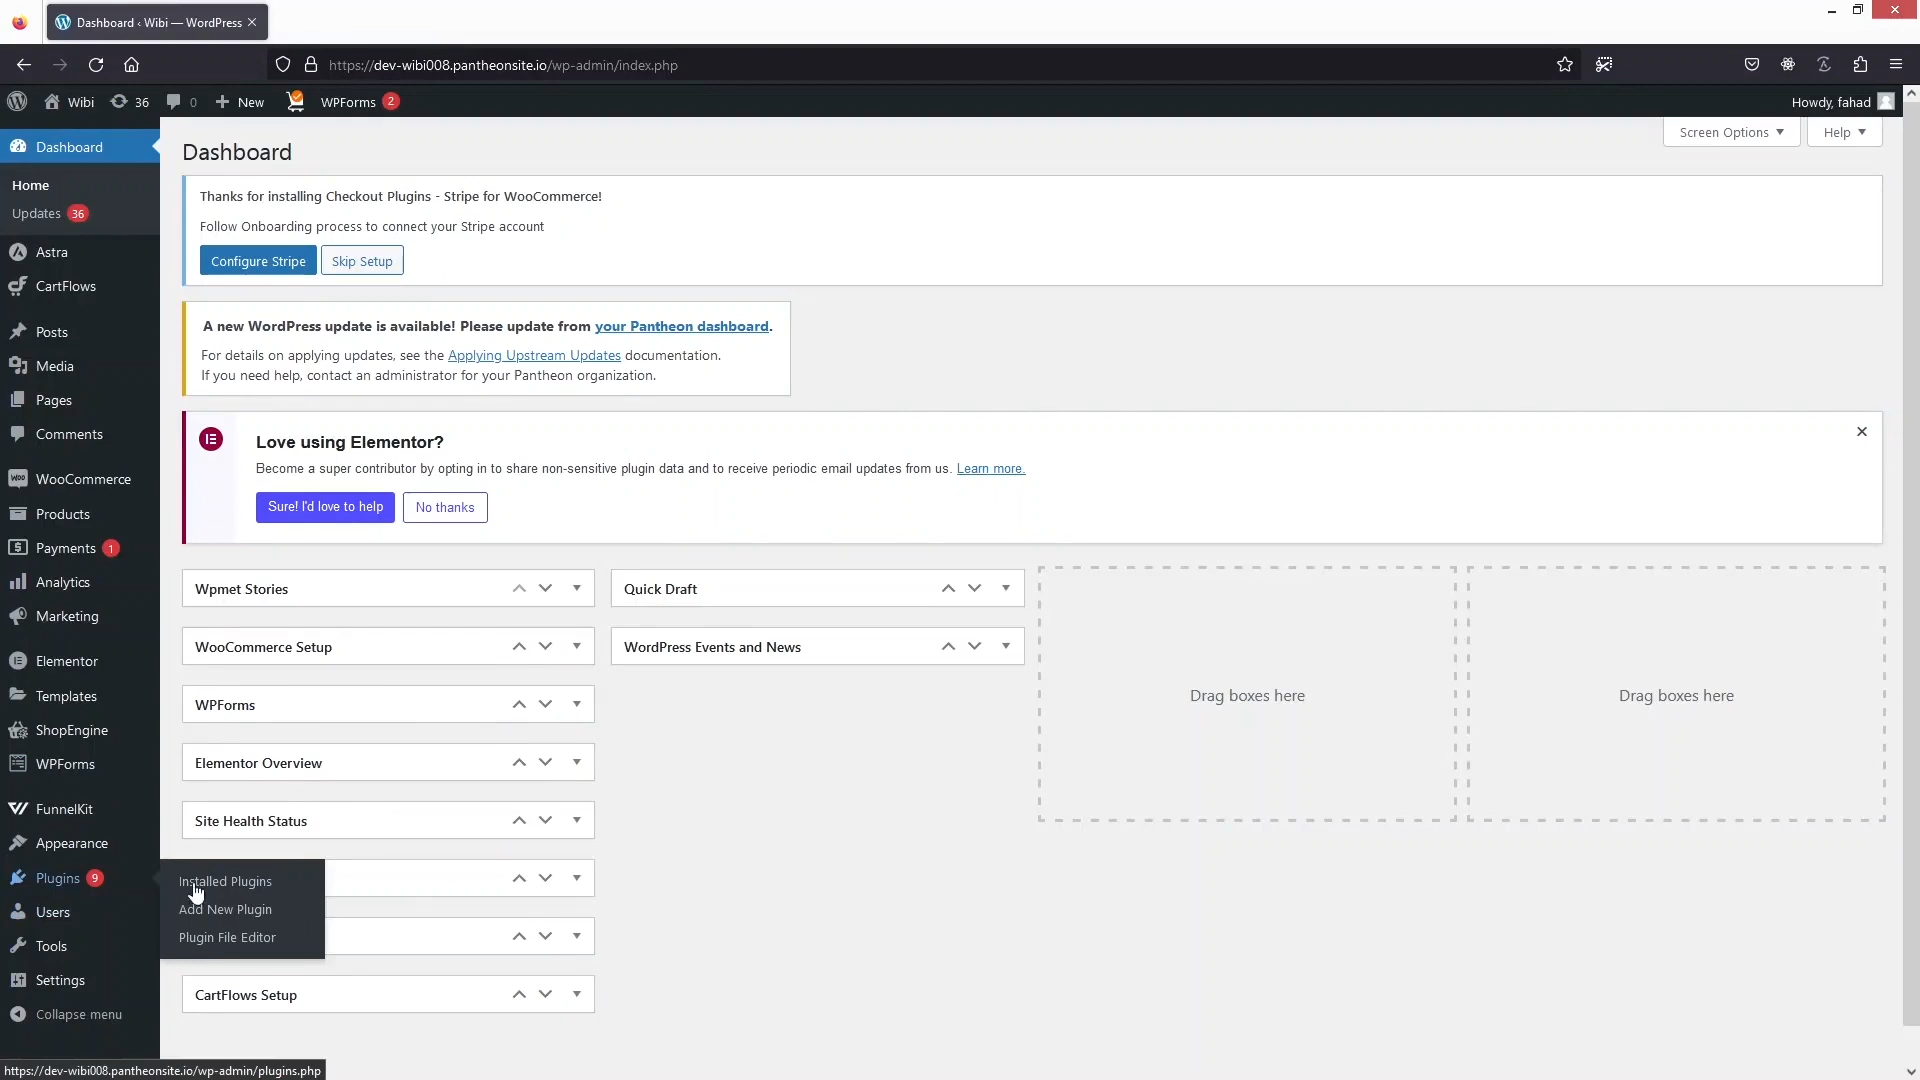 Dashboard ‹ Wibi — WordPress
https://dev-wibi008.pantheonsite.io/wp-admin/index.php
Wibi 36 0 New WPForms 2 Howdy, fahad
Screen Options Help
Dashboard
Home
Updates 36
Astra
CartFlows
Posts
Media
Pages
Comments
WooCommerce
Products
Payments 1
Analytics
Marketing
Elementor
Templates
ShopEngine
WPForms
FunnelKit
Appearance
Plugins 9
Users
Tools
Settings
Collapse menu
Installed Plugins
Add New Plugin
Plugin File Editor
Dashboard
Thanks for installing Checkout Plugins - Stripe for WooCommerce!
Follow Onboarding process to connect your Stripe account
Configure Stripe Skip Setup
A new WordPress update is available! Please update from your Pantheon dashboard.
For details on applying updates, see the Applying Upstream Updates documentation.
If you need help, contact an administrator for your Pantheon organization.
Love using Elementor?
Become a super contributor by opting in to share non-sensitive plugin data and to receive periodic email updates from us. Learn more.
Sure! I'd love to help No thanks
Wpmet Stories
WooCommerce Setup
WPForms
Elementor Overview
Site Health Status
CartFlows Setup
Quick Draft
WordPress Events and News
Drag boxes here
Drag boxes here
https://dev-wibi008.pantheonsite.io/wp-admin/plugins.php